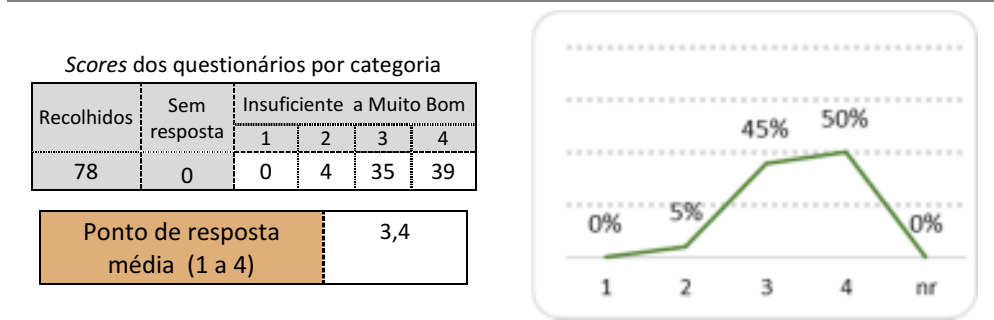 Scores dos questionários por categoria
Recolhidos
Sem
resposta
Insuficiente a Muito Bom
1 2 3 4
78 0 0 4 35 39
Ponto de resposta
média (1 a 4)
3,4
0% 5% 45% 50% 0%
1 2 3 4 nr